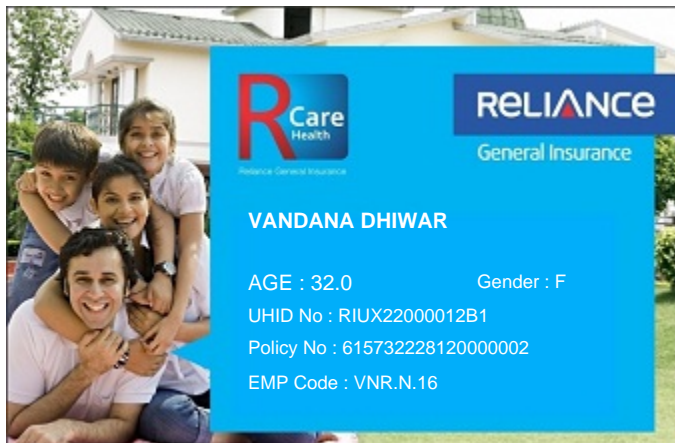 RCare
Health
Reliance General Insurance
RELIANCE
General Insurance
VANDANA DHIWAR
AGE : 32.0 Gender : F
UHID No : RIUX22000012B1
Policy No : 615732228120000002
EMP Code : VNR.N.16